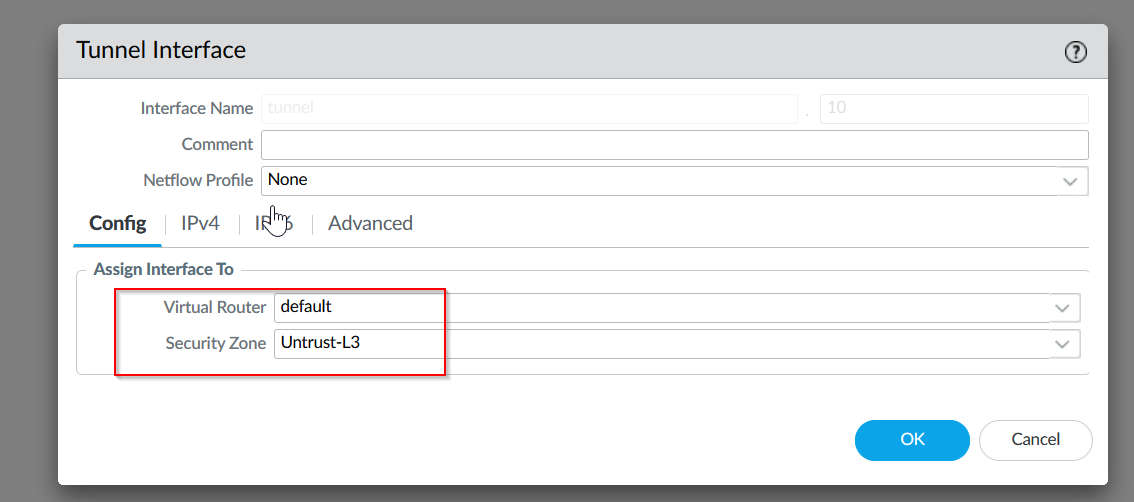 Tunnel Interface ?
Interface Name tunnel . 10
Comment
Netflow Profile None
Config IPv4 IPv6 Advanced
Assign Interface To
Virtual Router default
Security Zone Untrust-L3
OK Cancel